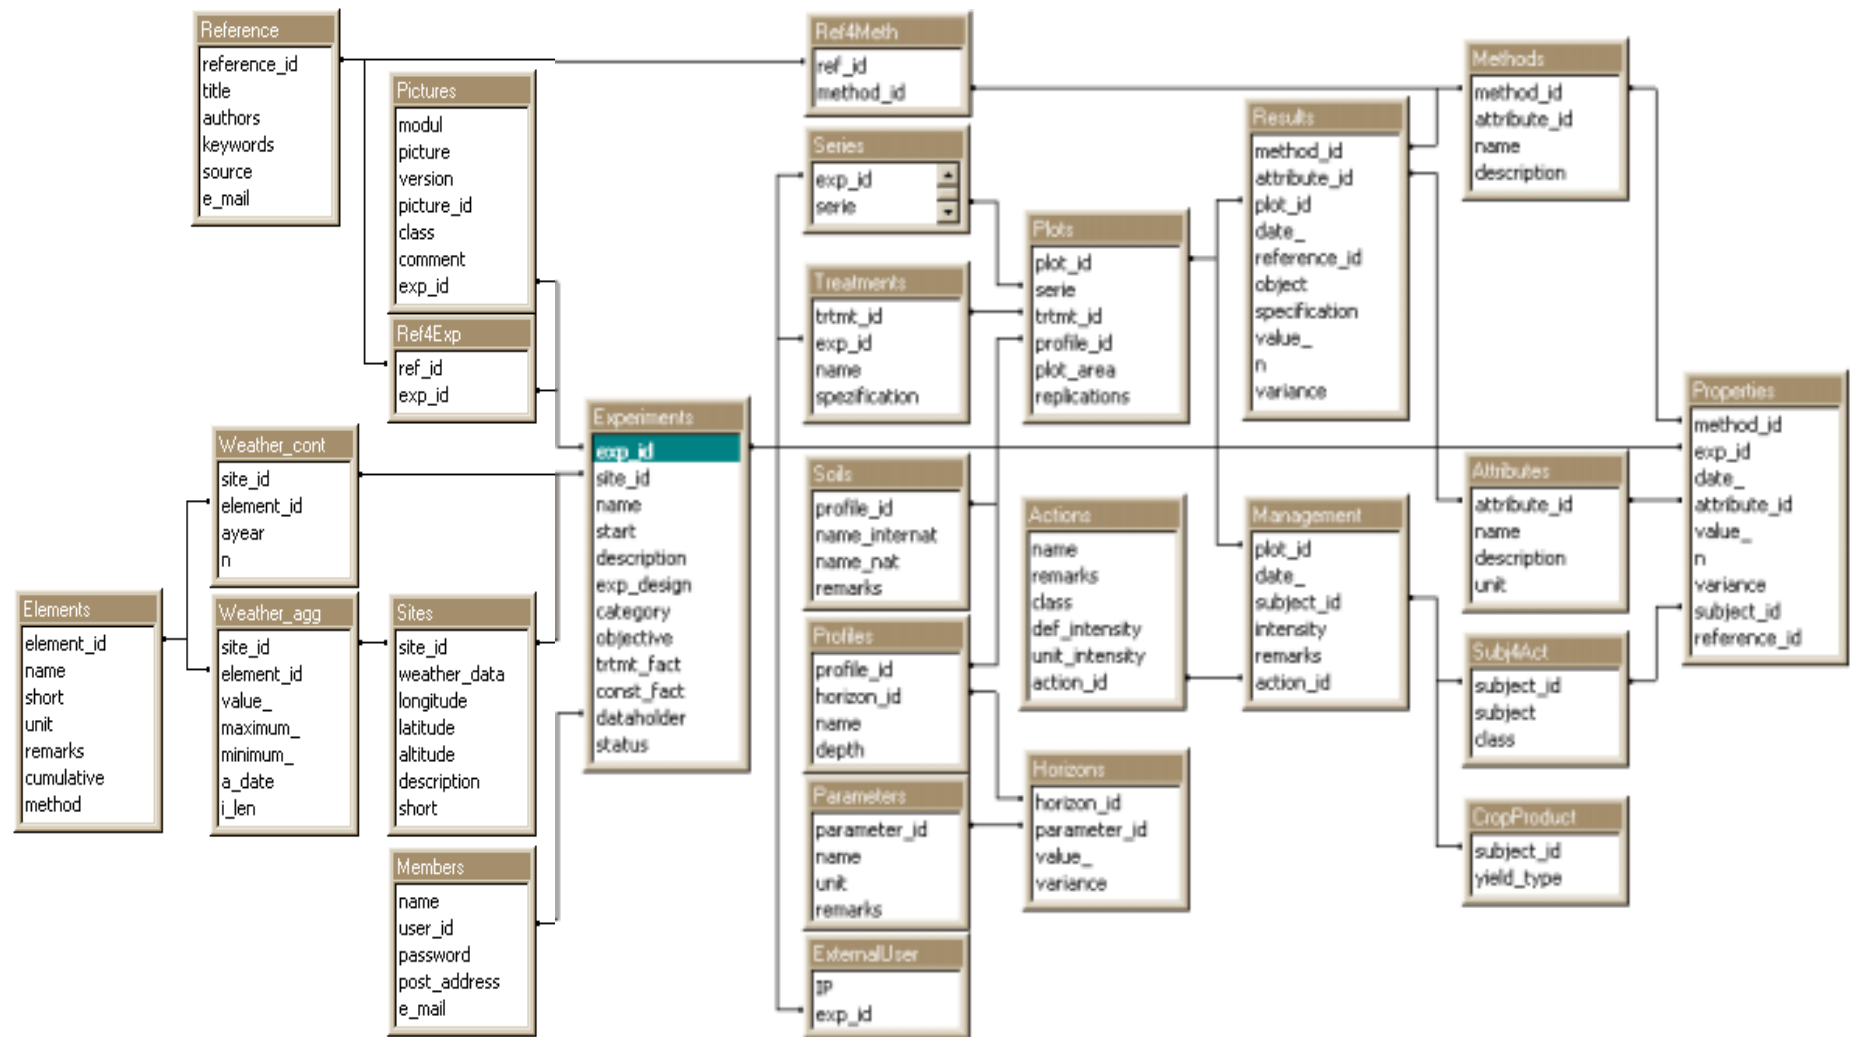 Reference
reference_id
title
authors
keywords
source
e_mail
Pictures
modul
picture
version
picture_id
class
comment
exp_id
Ref4Exp
ref_id
exp_id
Weather_cont
site_id
element_id
ayear
n
Elements
element_id
name
short
unit
remarks
cumulative
method
Weather_agg
site_id
element_id
value_
maximum_
minimum_
a_date
i_len
Sites
site_id
weather_data
longitude
latitude
altitude
description
short
Members
name
user_id
password
post_address
e_mail
Experiments
exp_id
site_id
name
start
description
exp_design
category
objective
trtmt_fact
const_fact
dataholder
status
Ref4Meth
ref_id
method_id
Series
exp_id
serie
Treatments
trtmt_id
exp_id
name
spezification
Soils
profile_id
name_internat
name_nat
remarks
Profiles
profile_id
horizon_id
name
depth
Parameters
parameter_id
name
unit
remarks
ExternalUser
IP
exp_id
Plots
plot_id
serie
trtmt_id
profile_id
plot_area
replications
Actions
name
remarks
class
def_intensity
unit_intensity
action_id
Horizons
horizon_id
parameter_id
value_
variance
Results
method_id
attribute_id
plot_id
date_
reference_id
object
specification
value_
n
variance
Management
plot_id
date_
subject_id
intensity
remarks
action_id
Methods
method_id
attribute_id
name
description
Attributes
attribute_id
name
description
unit
Subj4Act
subject_id
subject
class
CropProduct
subject_id
yield_type
Properties
method_id
exp_id
date_
attribute_id
value_
n
variance
subject_id
reference_id